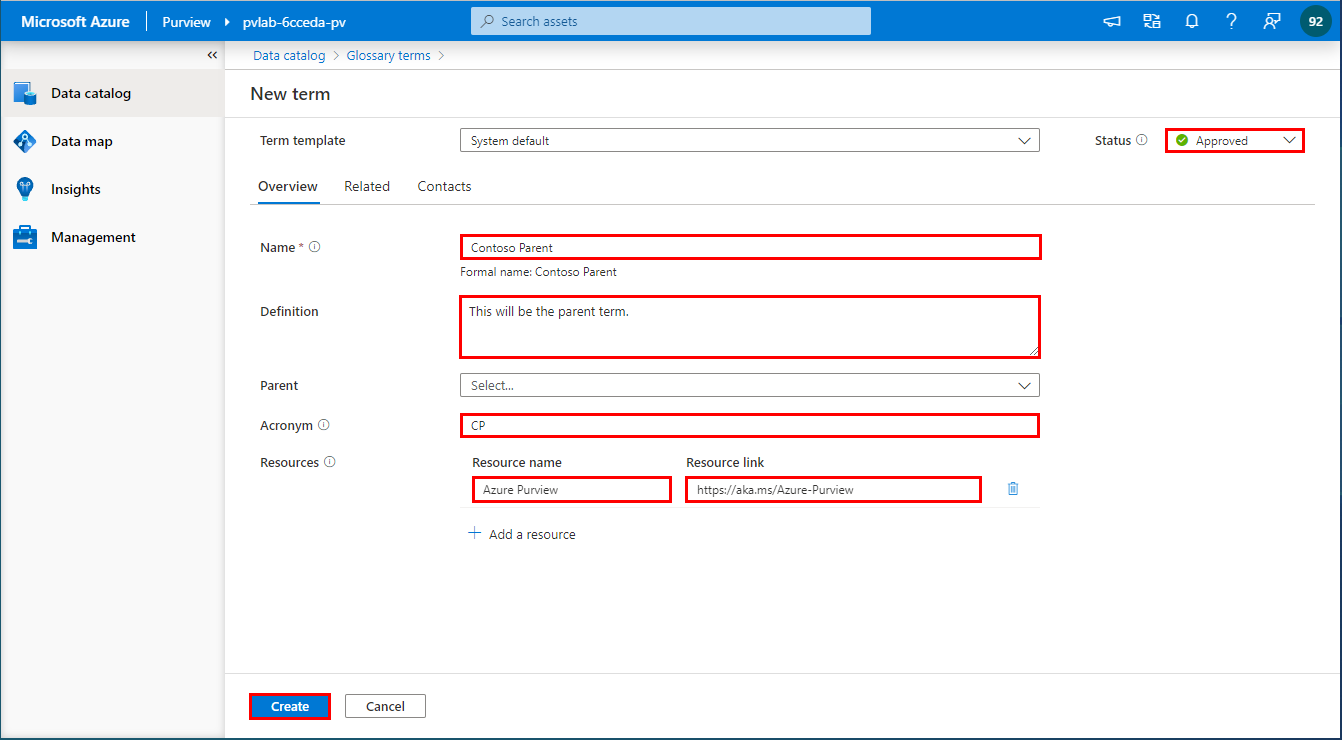 Microsoft Azure Purview pvlab-6cceda-pv Search assets 92
Data catalog Glossary terms
Data catalog
Data map
Insights
Management
New term
Term template System default Status Approved
Overview Related Contacts
Name * Contoso Parent
Formal name: Contoso Parent
Definition This will be the parent term.
Parent Select...
Acronym CP
Resources Resource name Resource link
Azure Purview https://aka.ms/Azure-Purview
Add a resource
Create Cancel